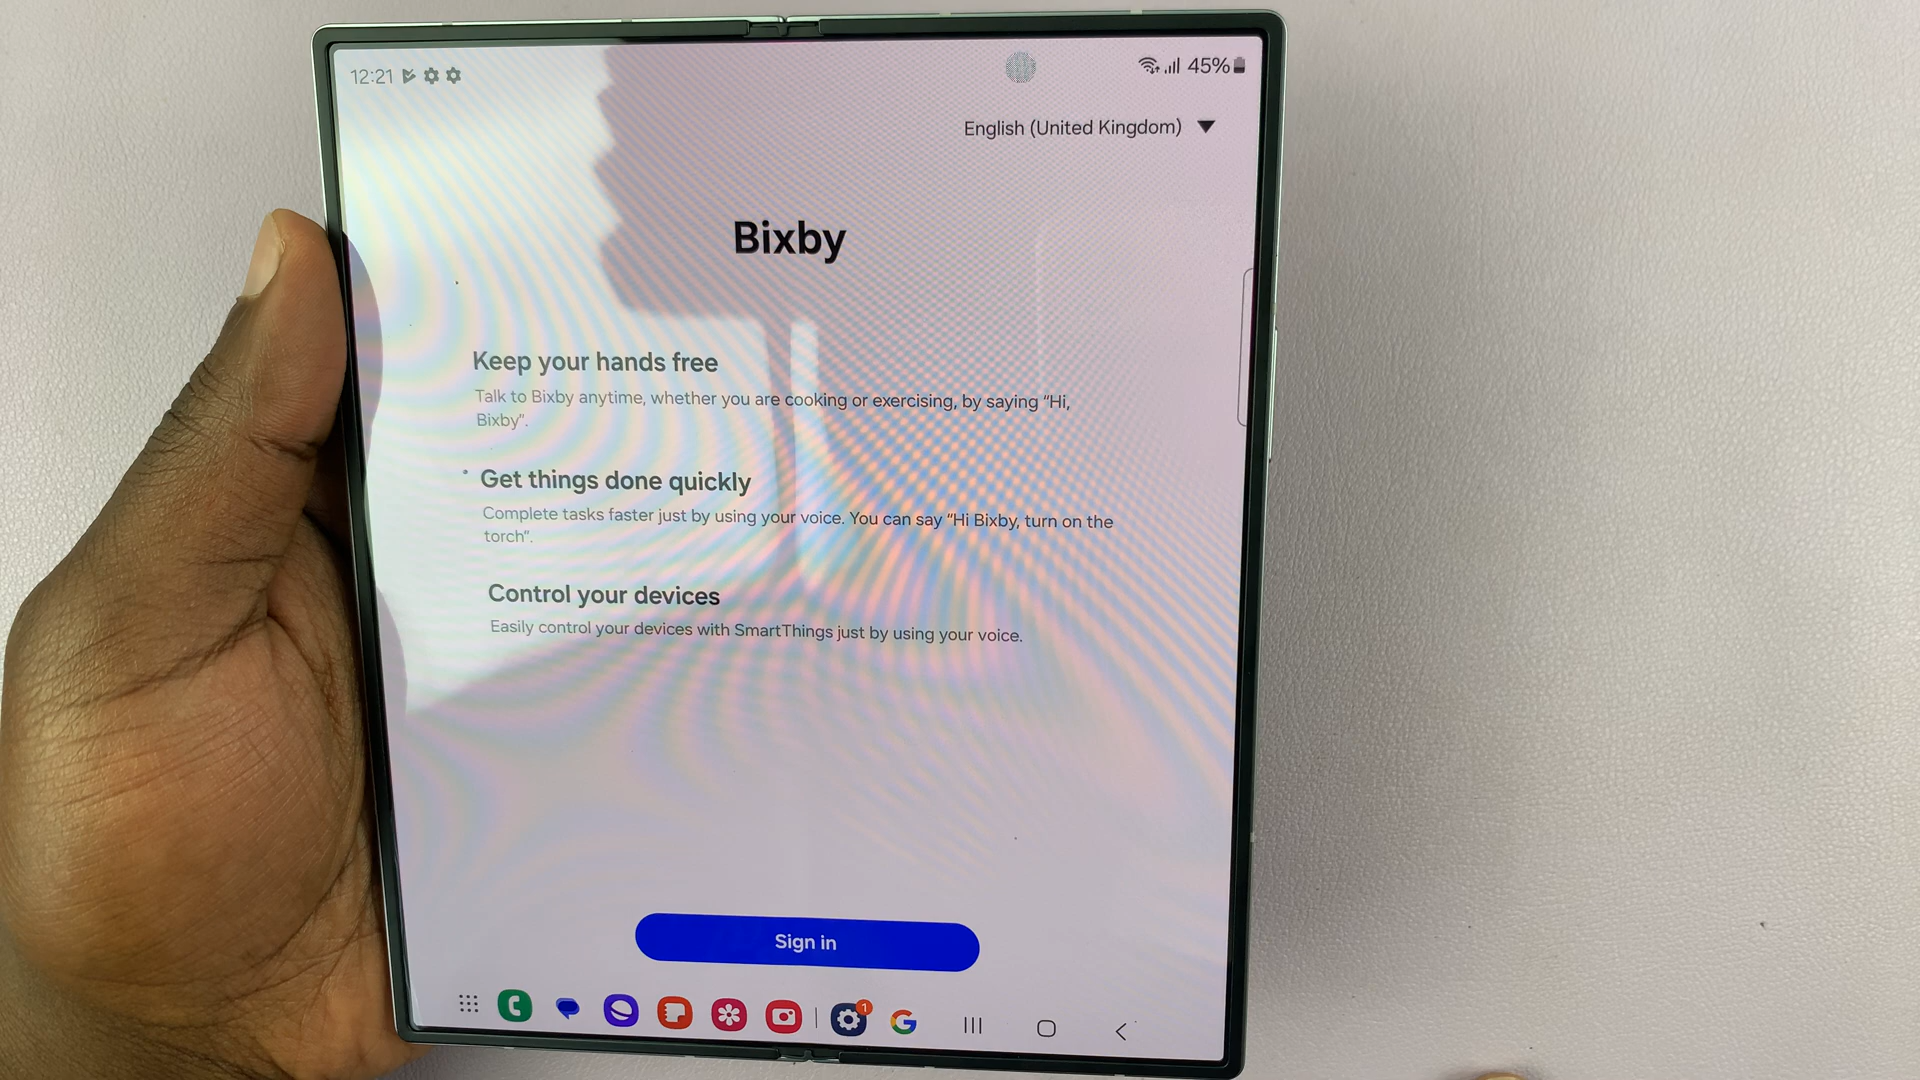 12:21
45%
English (United Kingdom)
Bixby
Keep your hands free
Talk to Bixby anytime, whether you are cooking or exercising, by saying “Hi,
Bixby”.
Get things done quickly
Complete tasks faster just by using your voice. You can say “Hi Bixby, turn on the
torch”.
Control your devices
Easily control your devices with SmartThings just by using your voice.
Sign in
1